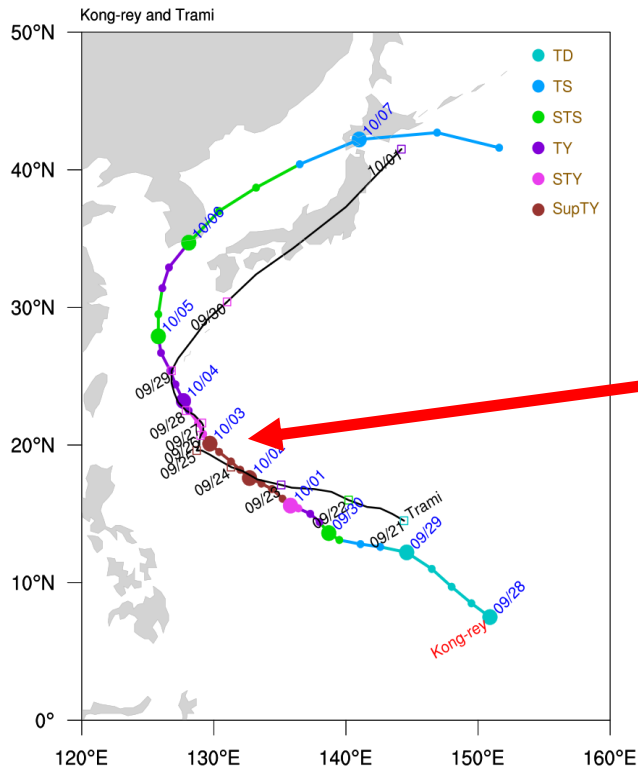 Kong-rey and Trami
50°N
TD
TS
STS
TY
STY
SupTY
10/07
10/01
40°N
10/06
10/05
09/30
30°N
09/29
10/04
09/28
10/03
09/27
09/26
09/25
20°N
10/02
09/24
09/23
10/01
09/22
09/30
Trami
09/21
09/29
10°N
09/28
Kong-rey
0°
120°E
130°E
140°E
150°E
160°E